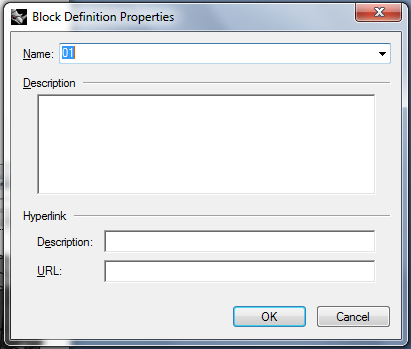 Block Definition Properties
Name: 01
Description
Hyperlink
Description:
URL:
OK Cancel